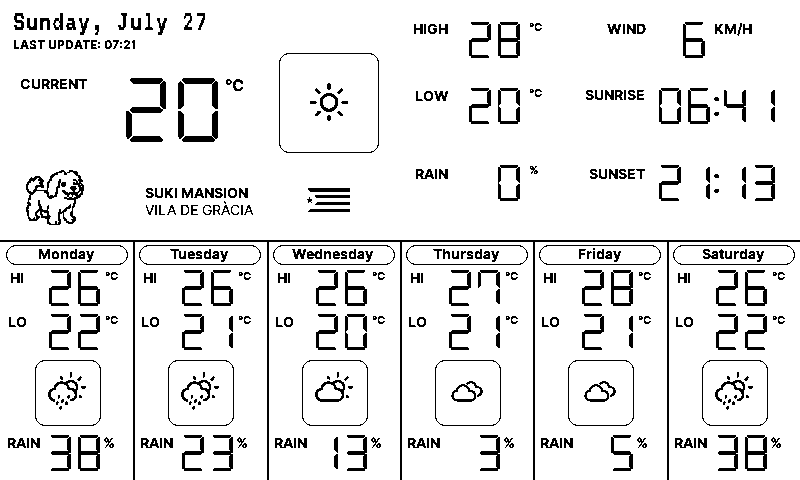 Sunday, July 27
LAST UPDATE: 07:21
CURRENT 20 °C
HIGH 28 °C
WIND 6 KM/H
LOW 20 °C
SUNRISE 06:41
RAIN 0 %
SUNSET 21:13
SUKI MANSION
VILA DE GRÀCIA
Monday
HI 26 °C
LO 22 °C
RAIN 38 %
Tuesday
HI 26 °C
LO 21 °C
RAIN 23 %
Wednesday
HI 26 °C
LO 20 °C
RAIN 13 %
Thursday
HI 27 °C
LO 21 °C
RAIN 3 %
Friday
HI 28 °C
LO 21 °C
RAIN 5 %
Saturday
HI 26 °C
LO 22 °C
RAIN 38 %